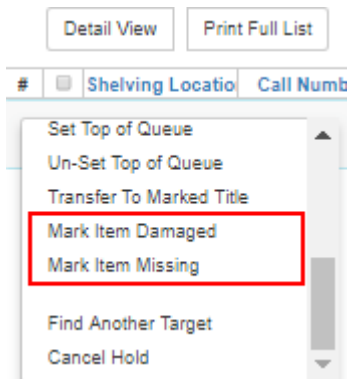 Detail View Print Full List
# Shelving Locatio Call Numb
Set Top of Queue
Un-Set Top of Queue
Transfer To Marked Title
Mark Item Damaged
Mark Item Missing
Find Another Target
Cancel Hold